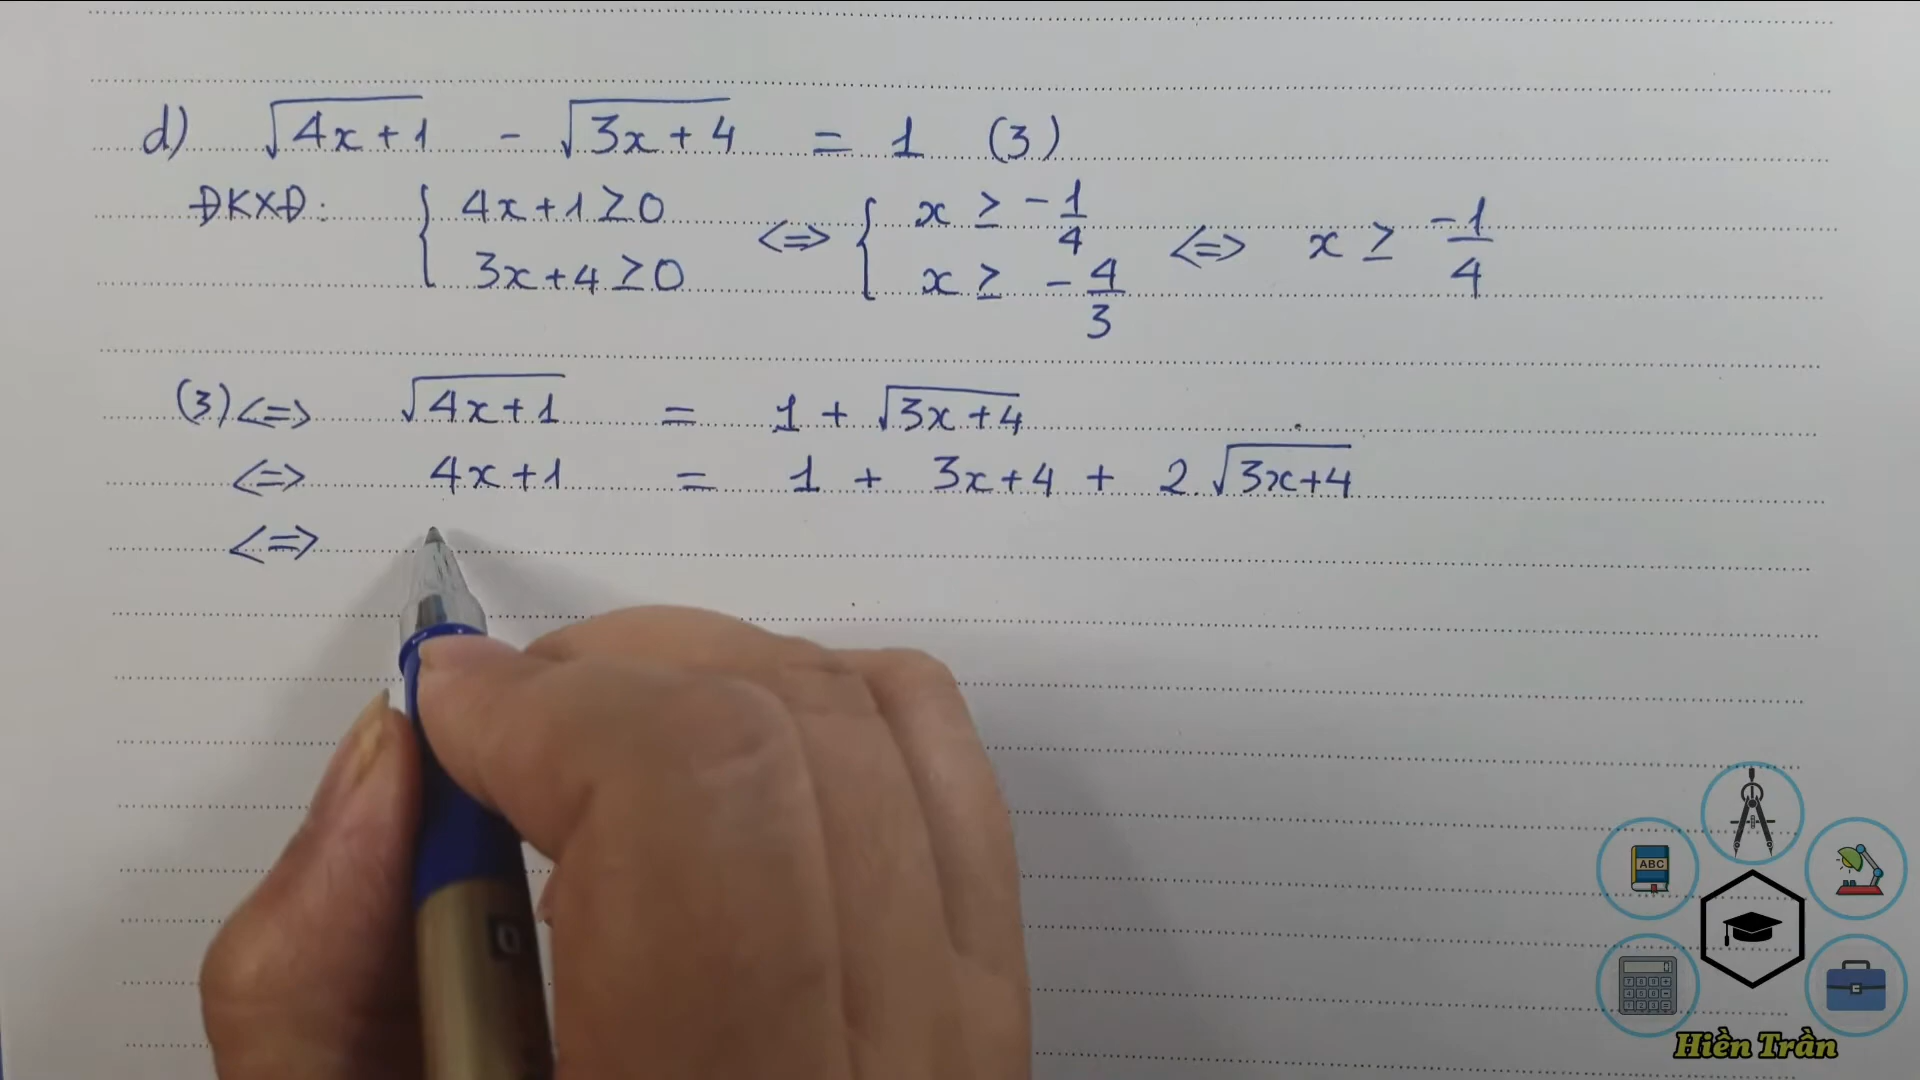 d) √(4x+1) - √(3x+4) = 1 (3)
ĐKXĐ: { 4x+1 ≥ 0 <=> { x ≥ -1/4 <=> x ≥ -1/4
3x+4 ≥ 0 x ≥ -4/3
(3) <=> √(4x+1) = 1 + √(3x+4)
<=> 4x+1 = 1 + 3x+4 + 2.√(3x+4)
<=>
ABC
Hiền Trần